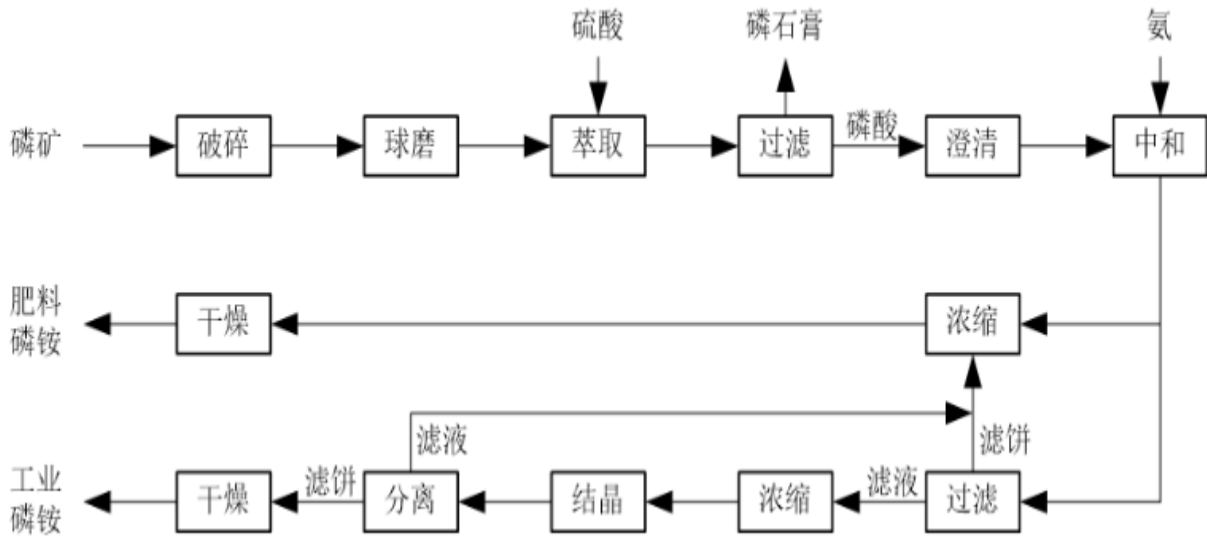 硫酸
磷石膏
氨
磷矿
破碎
球磨
萃取
过滤
磷酸
澄清
中和
肥料
磷铵
干燥
浓缩
滤液
滤饼
工业
磷铵
干燥
滤饼
分离
结晶
浓缩
滤液
过滤